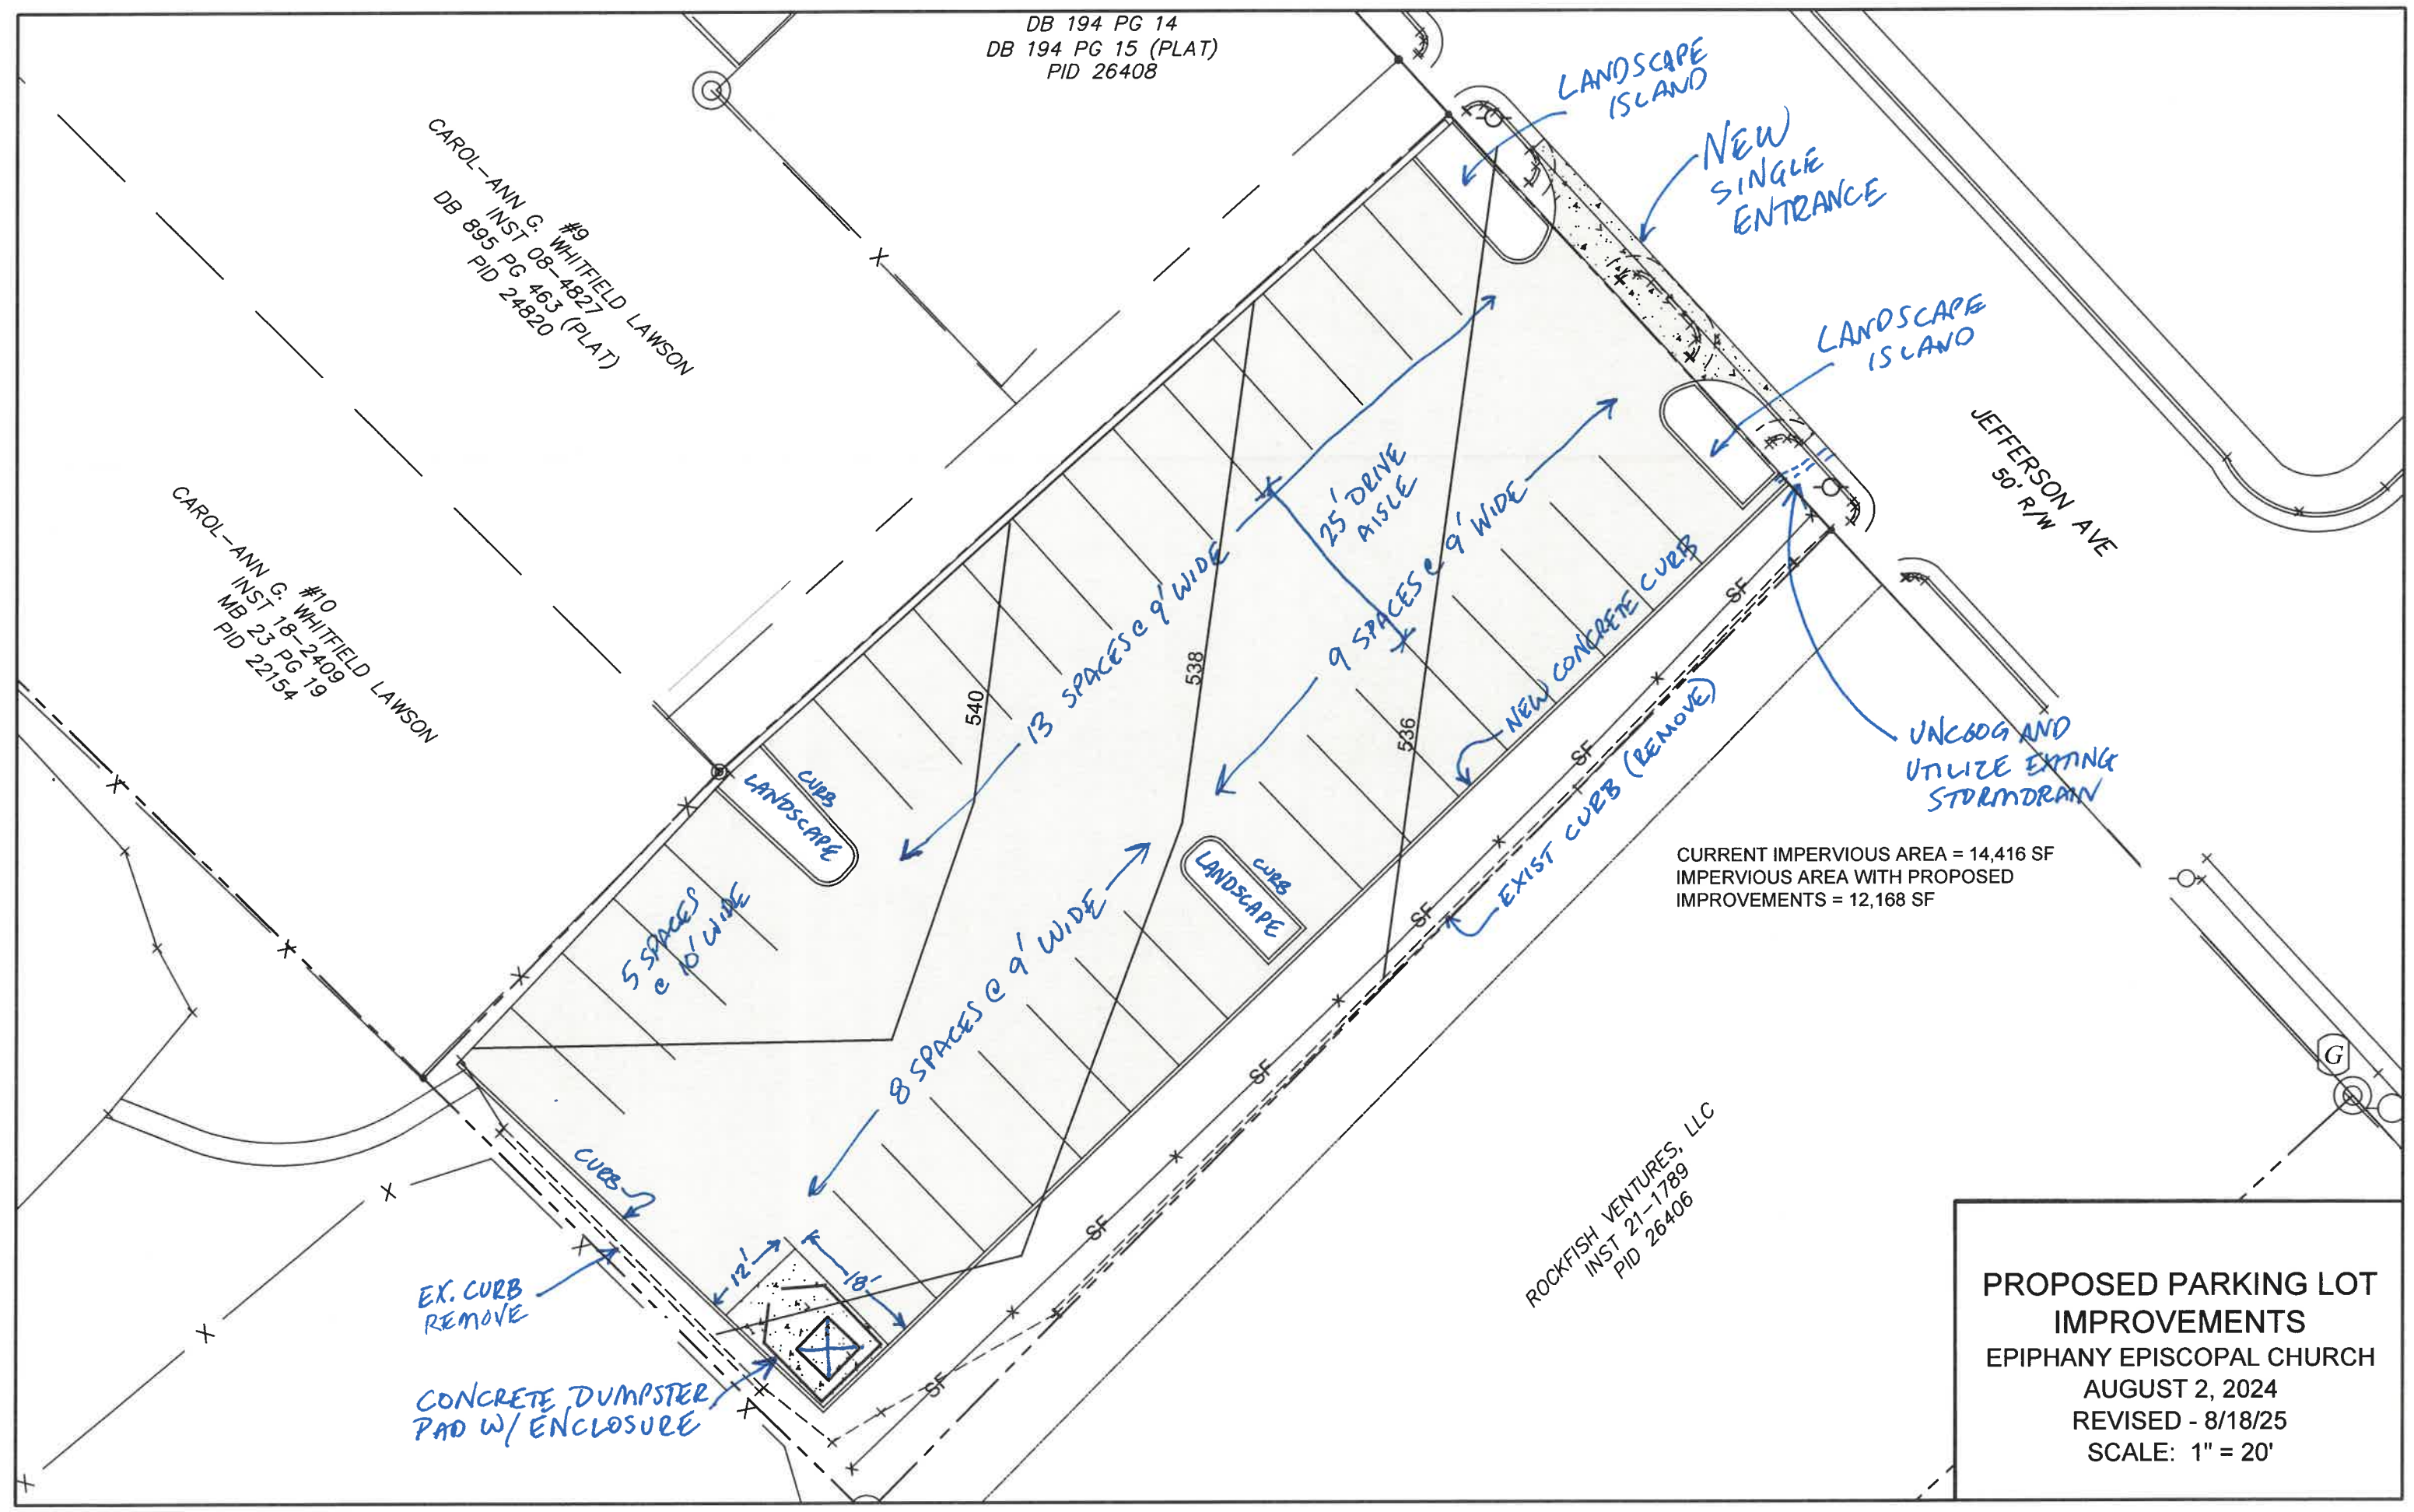 DB 194 PG 14
DB 194 PG 15 (PLAT)
PID 26408
LANDSCAPE
ISLAND
NEW
SINGLE
ENTRANCE
#9
CAROL-ANN G. WHITFIELD LAWSON
INST 08-4827
DB 895 PG 463 (PLAT)
PID 24820
LANDSCAPE
ISLAND
JEFFERSON AVE
50' R/W
#10
CAROL-ANN G. WHITFIELD LAWSON
INST 18-2409
MB 23 PG 19
PID 22154
25' DRIVE
AISLE
13 SPACES @ 9' WIDE
9 SPACES @ 9' WIDE
NEW CONCRETE CURB
SF
540
538
536
SF
EXIST CURB (REMOVE)
UNCLOG AND
UTILIZE EXITING
STORMDRAIN
CURB
LANDSCAPE
CURB
LANDSCAPE
CURRENT IMPERVIOUS AREA = 14,416 SF
IMPERVIOUS AREA WITH PROPOSED
IMPROVEMENTS = 12,168 SF
5 SPACES
@ 10' WIDE
8 SPACES @ 9' WIDE
SF
SF
SF
SF
G
CURB
12'
18'
EX. CURB
REMOVE
CONCRETE DUMPSTER
PAD W/ ENCLOSURE
ROCKFISH VENTURES, LLC
INST 21-1789
PID 26406
PROPOSED PARKING LOT
IMPROVEMENTS
EPIPHANY EPISCOPAL CHURCH
AUGUST 2, 2024
REVISED - 8/18/25
SCALE: 1" = 20'